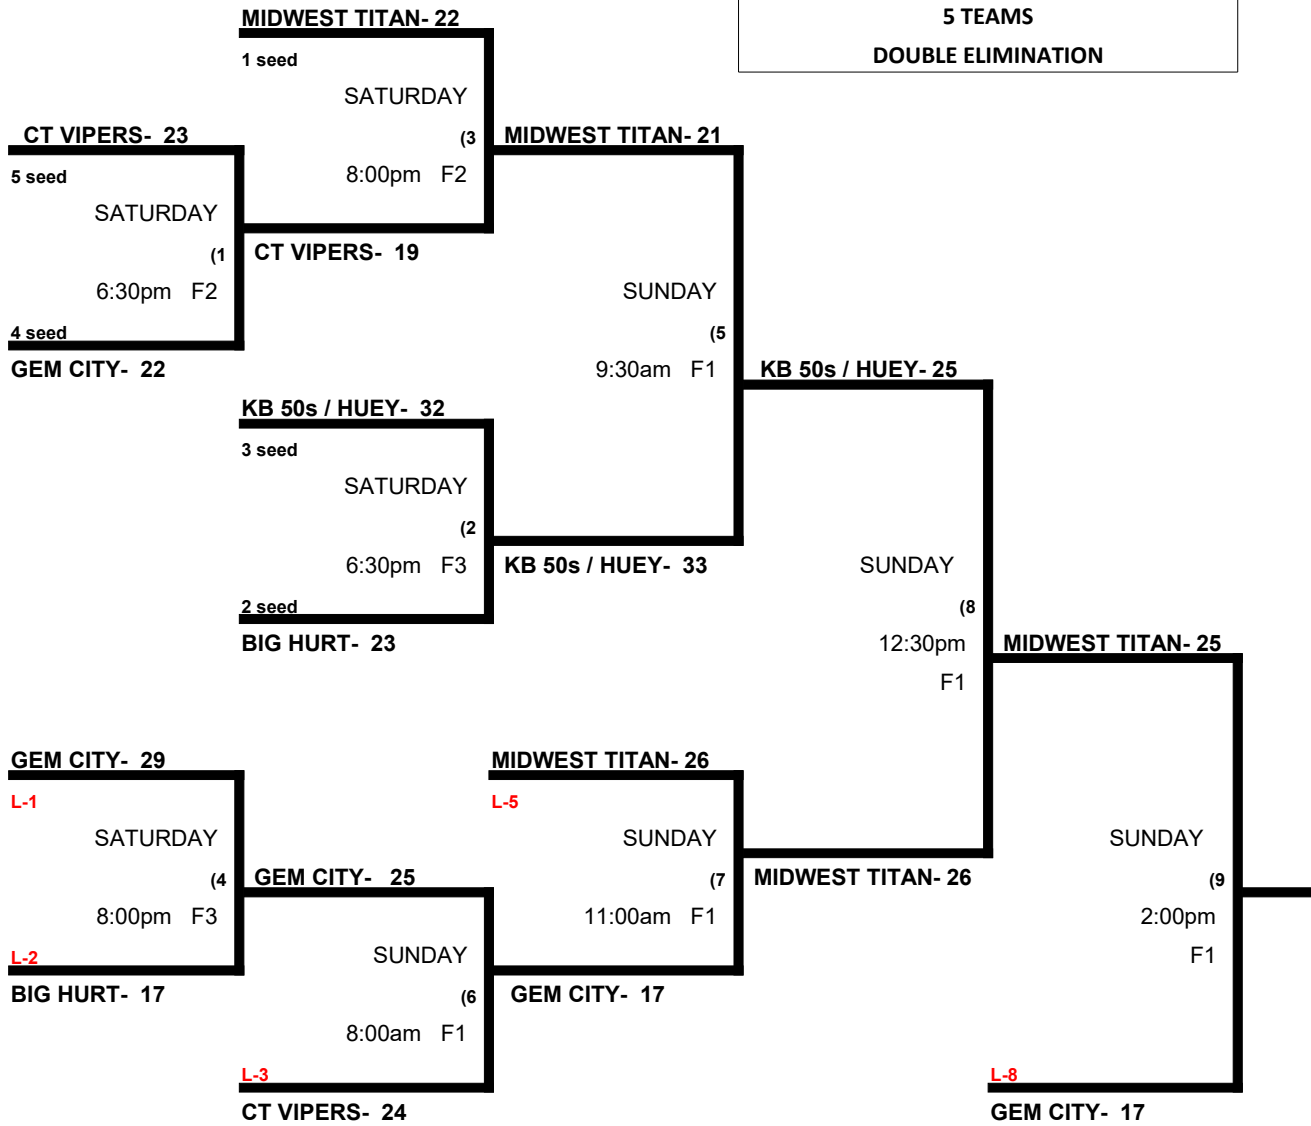 MIDWEST TITAN- 22
5 TEAMS
DOUBLE ELIMINATION
1 seed
SATURDAY
(3
8:00pm F2
CT VIPERS- 23
5 seed
SATURDAY
(1
6:30pm F2
4 seed
GEM CITY- 22
MIDWEST TITAN- 21
CT VIPERS- 19
SUNDAY
(5
9:30am F1
KB 50s / HUEY- 25
KB 50s / HUEY- 32
3 seed
SATURDAY
(2
6:30pm F3
2 seed
BIG HURT- 23
KB 50s / HUEY- 33
SUNDAY
(8
12:30pm
F1
MIDWEST TITAN- 25
GEM CITY- 29
L-1
SATURDAY
(4
8:00pm F3
L-2
BIG HURT- 17
GEM CITY- 25
SUNDAY
(6
8:00am F1
L-3
CT VIPERS- 24
MIDWEST TITAN- 26
L-5
SUNDAY
(7
11:00am F1
GEM CITY- 17
MIDWEST TITAN- 26
SUNDAY
(9
2:00pm
F1
L-8
GEM CITY- 17